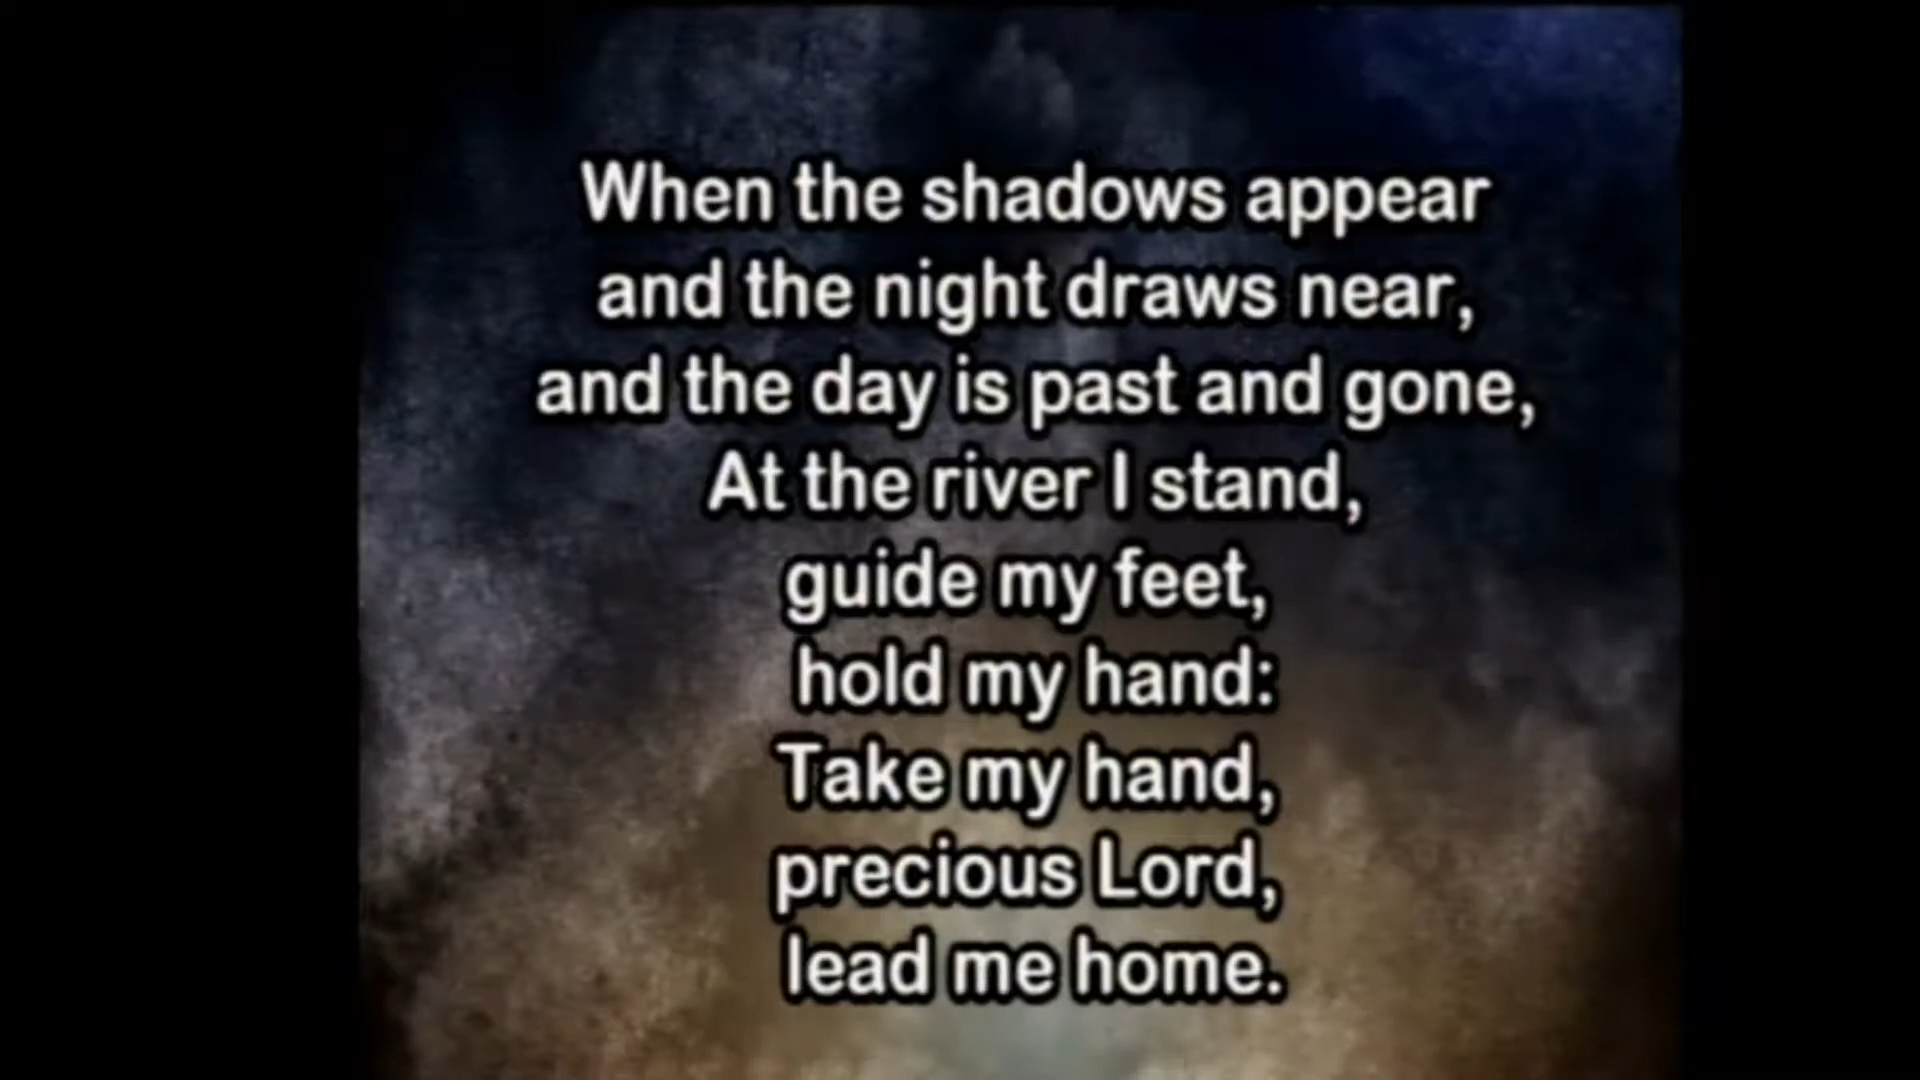 When the shadows appear
and the night draws near,
and the day is past and gone,
At the river I stand,
guide my feet,
hold my hand:
Take my hand,
precious Lord,
lead me home.